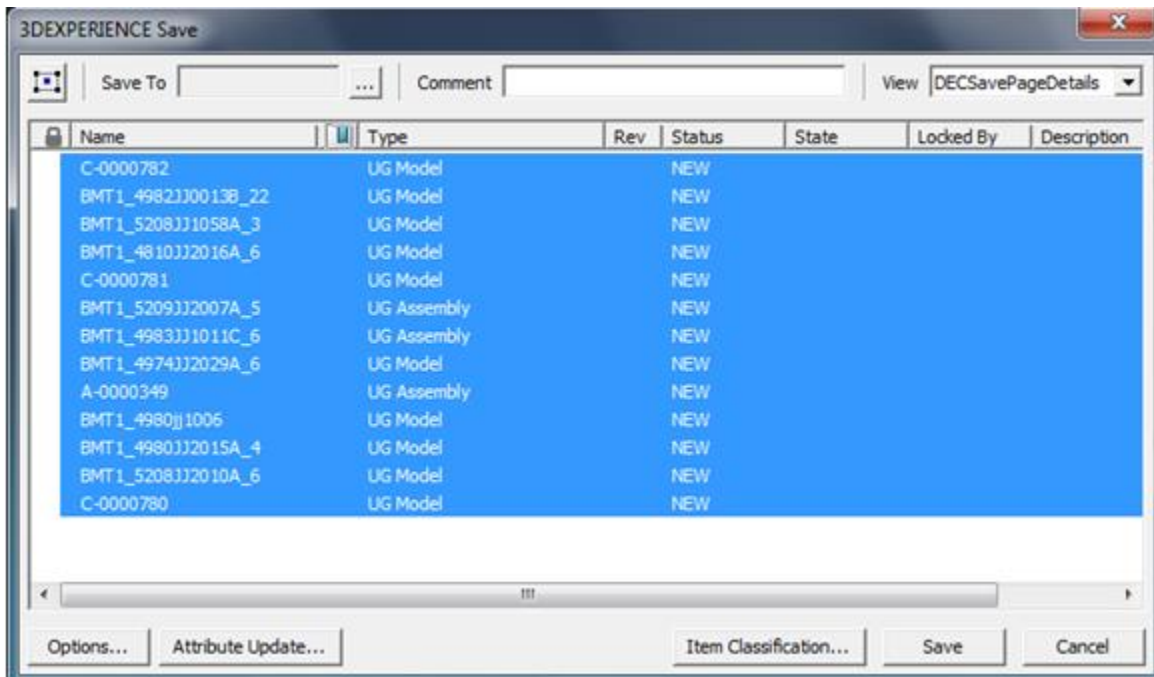 3DEXPERIENCE Save
Save To ... Comment View DECSavePageDetails
Name Type Rev Status State Locked By Description
C-0000782 UG Model NEW
BMT1_4982JJ0013B_22 UG Model NEW
BMT1_5208JJ1058A_3 UG Model NEW
BMT1_4810JJ2016A_6 UG Model NEW
C-0000781 UG Model NEW
BMT1_5209JJ2007A_5 UG Assembly NEW
BMT1_4983JJ1011C_6 UG Assembly NEW
BMT1_4974JJ2029A_6 UG Model NEW
A-0000349 UG Assembly NEW
BMT1_4980jj1006 UG Model NEW
BMT1_4980JJ2015A_4 UG Model NEW
BMT1_5208JJ2010A_6 UG Model NEW
C-0000780 UG Model NEW
Options... Attribute Update... Item Classification... Save Cancel